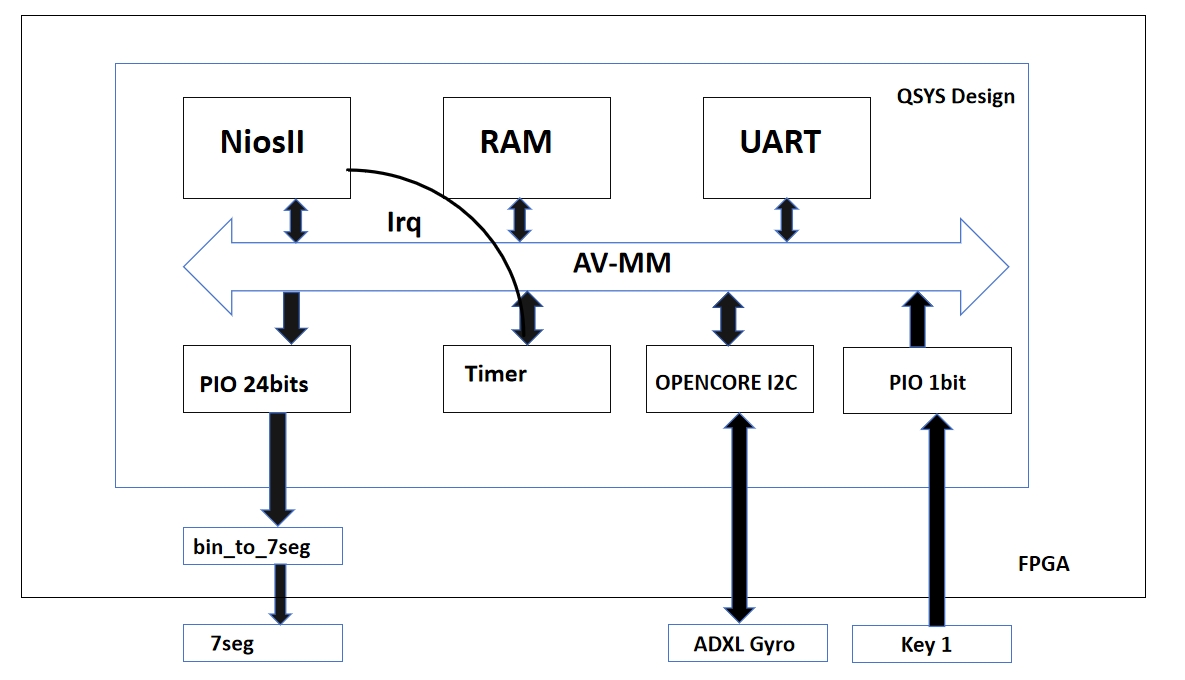 QSYS Design
NiosII
RAM
UART
Irq
AV-MM
PIO 24bits
Timer
OPENCORE I2C
PIO 1bit
bin_to_7seg
FPGA
7seg
ADXL Gyro
Key 1